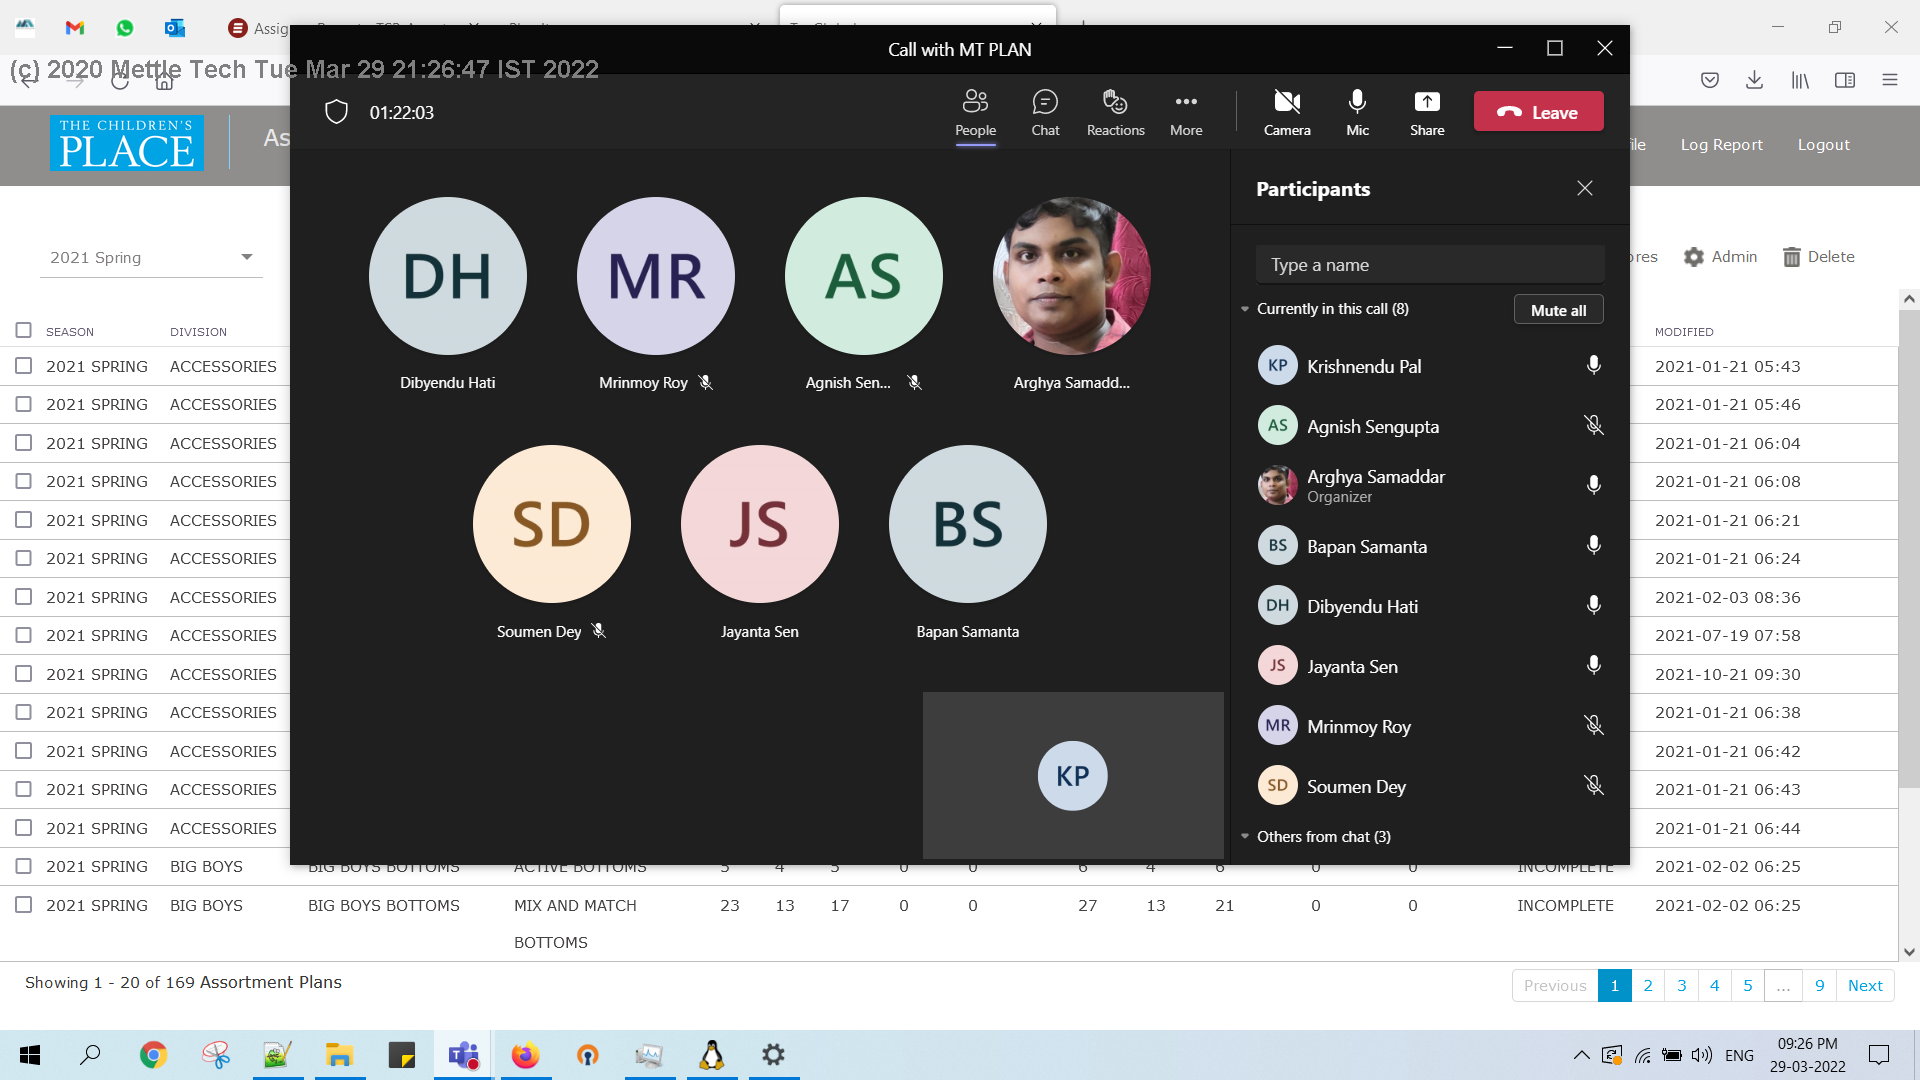 Assig
(c) 2020 Mettle Tech Tue Mar 29 21:26:47 IST 2022
Call with MT PLAN
01:22:03
People
Chat
Reactions
More
Camera
Mic
Share
Leave
THE CHILDREN'S
PLACE
As
ile
Log Report
Logout
DH
MR
AS
Dibyendu Hati
Mrinmoy Roy
Agnish Sen...
Arghya Samadd...
SD
JS
BS
Soumen Dey
Jayanta Sen
Bapan Samanta
KP
Participants
Type a name
Currently in this call (8)
Mute all
KP Krishnendu Pal
AS Agnish Sengupta
Arghya Samaddar
Organizer
BS Bapan Samanta
DH Dibyendu Hati
JS Jayanta Sen
MR Mrinmoy Roy
SD Soumen Dey
Others from chat (3)
2021 Spring
ores
Admin
Delete
SEASON DIVISION MODIFIED
2021 SPRING ACCESSORIES 2021-01-21 05:43
2021 SPRING ACCESSORIES 2021-01-21 05:46
2021 SPRING ACCESSORIES 2021-01-21 06:04
2021 SPRING ACCESSORIES 2021-01-21 06:08
2021 SPRING ACCESSORIES 2021-01-21 06:21
2021 SPRING ACCESSORIES 2021-01-21 06:24
2021 SPRING ACCESSORIES 2021-02-03 08:36
2021 SPRING ACCESSORIES 2021-07-19 07:58
2021 SPRING ACCESSORIES 2021-10-21 09:30
2021 SPRING ACCESSORIES 2021-01-21 06:38
2021 SPRING ACCESSORIES 2021-01-21 06:42
2021 SPRING ACCESSORIES 2021-01-21 06:43
2021 SPRING ACCESSORIES 2021-01-21 06:44
2021 SPRING BIG BOYS BIG BOYS BOTTOMS ACTIVE BOTTOMS 5 4 5 0 0 6 4 6 0 0 INCOMPLETE 2021-02-02 06:25
2021 SPRING BIG BOYS BIG BOYS BOTTOMS MIX AND MATCH 23 13 17 0 0 27 13 21 0 0 INCOMPLETE 2021-02-02 06:25
BOTTOMS
Showing 1 - 20 of 169 Assortment Plans
Previous 1 2 3 4 5 ... 9 Next
ENG
09:26 PM
29-03-2022